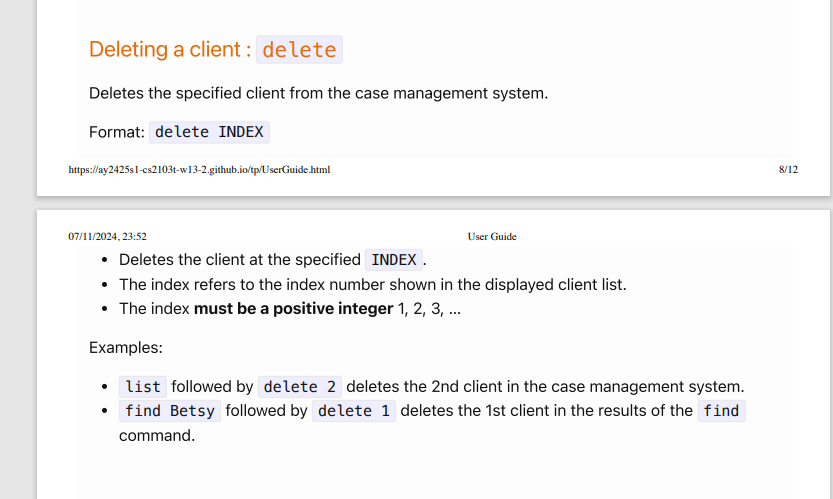 Deleting a client : delete
Deletes the specified client from the case management system.
Format: delete INDEX
https://ay2425s1-cs2103t-w13-2.github.io/tp/UserGuide.html 8/12
07/11/2024, 23:52 User Guide
• Deletes the client at the specified INDEX .
• The index refers to the index number shown in the displayed client list.
• The index must be a positive integer 1, 2, 3, …
Examples:
• list followed by delete 2 deletes the 2nd client in the case management system.
• find Betsy followed by delete 1 deletes the 1st client in the results of the find
command.